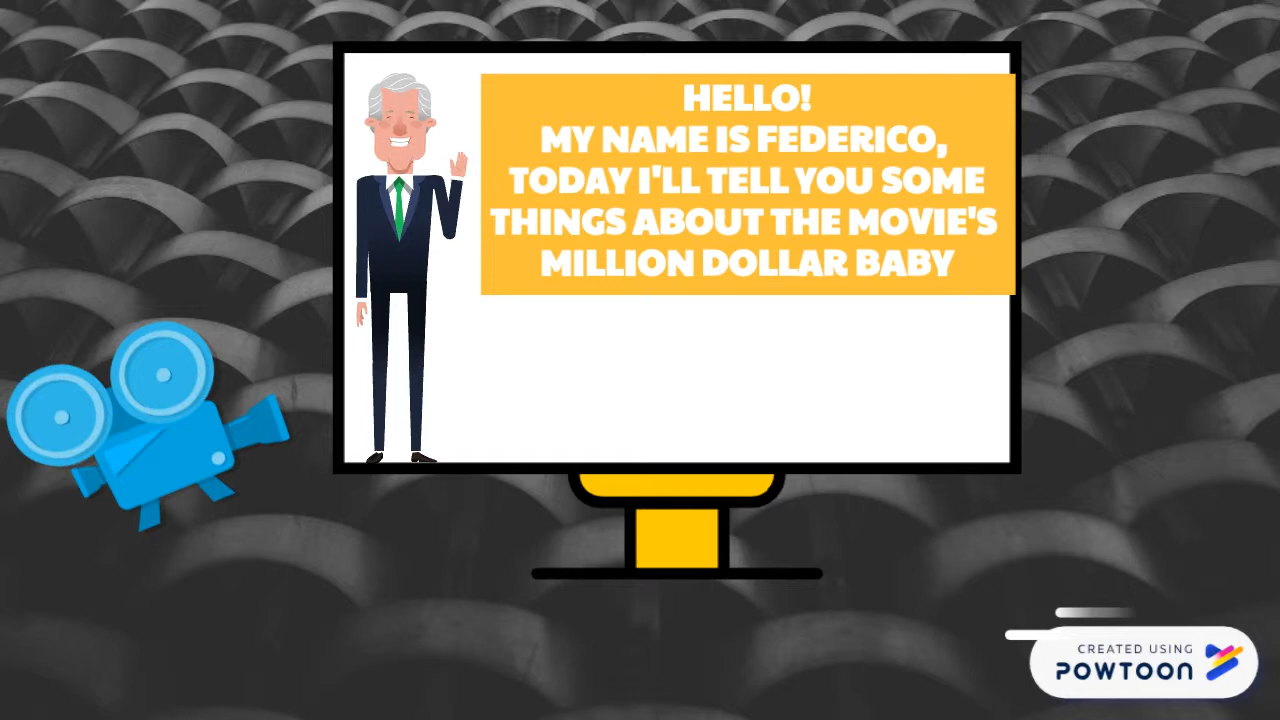 HELLO!
MY NAME IS FEDERICO,
TODAY I'LL TELL YOU SOME
THINGS ABOUT THE MOVIE'S
MILLION DOLLAR BABY
CREATED USING
POWTOON